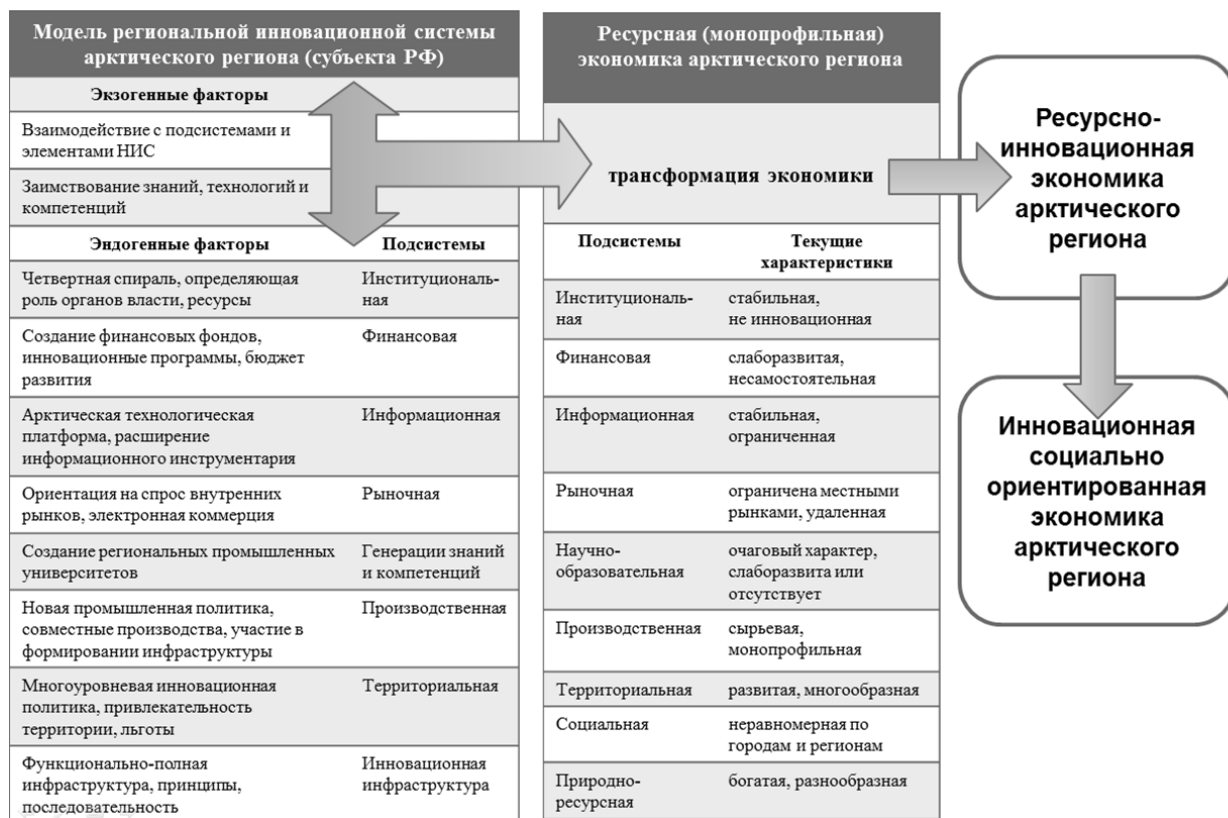 Модель региональной инновационной системы
арктического региона (субъекта РФ)
Экзогенные факторы
Взаимодействие с подсистемами и
элементами НИС
Заимствование знаний, технологий и
компетенций
Эндогенные факторы
Подсистемы
Четвертная спираль, определяющая
роль органов власти, ресурсы
Институциональ-
ная
Создание финансовых фондов,
инновационные программы, бюджет
развития
Финансовая
Арктическая технологическая
платформа, расширение
информационного инструментария
Информационная
Ориентация на спрос внутренних
рынков, электронная коммерция
Рыночная
Создание региональных промышленных
университетов
Генерации знаний
и компетенций
Новая промышленная политика,
совместные производства, участие в
формировании инфраструктуры
Производственная
Многоуровневая инновационная
политика, привлекательность
территории, льготы
Территориальная
Функционально-полная
инфраструктура, принципы,
последовательность
Инновационная
инфраструктура
Ресурсная (монопрофильная)
экономика арктического региона
трансформация экономики
Подсистемы
Текущие
характеристики
Институциональ-
ная
стабильная,
не инновационная
Финансовая
слаборазвитая,
несамостоятельная
Информационная
стабильная,
ограниченная
Рыночная
ограничена местными
рынками, удаленная
Научно-
образовательная
очаговый характер,
слаборазвита или
отсутствует
Производственная
сырьевая,
монопрофильная
Территориальная
развитая, многообразная
Социальная
неравномерная по
городам и регионам
Природно-
ресурсная
богатая, разнообразная
Ресурсно-
инновационная
экономика
арктического
региона
Инновационная
социально
ориентированная
экономика
арктического
региона